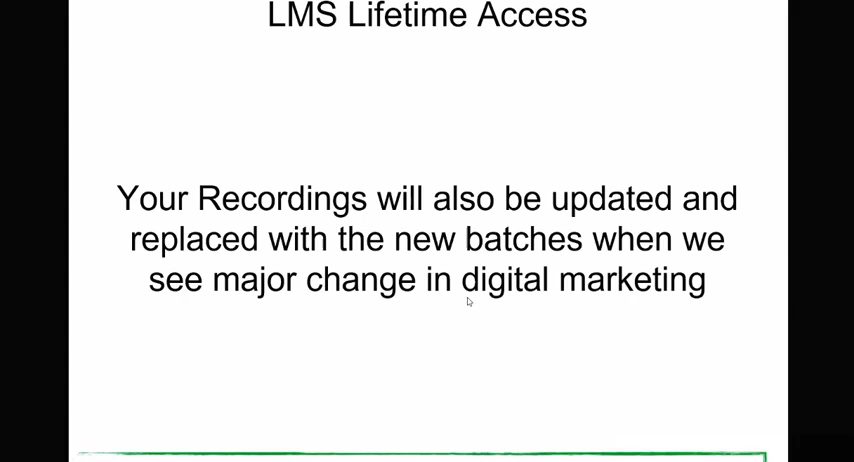 LMS Lifetime Access
Your Recordings will also be updated and
replaced with the new batches when we
see major change in digital marketing